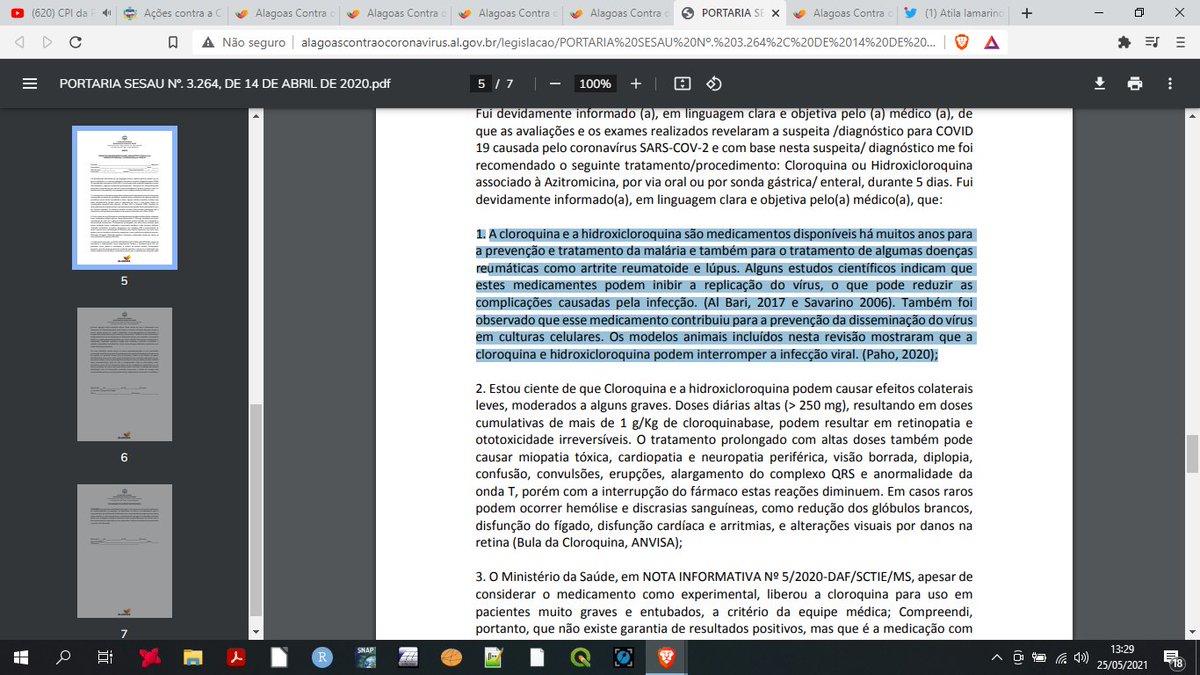 (620) CPI da P
Ações contra a C
Alagoas Contra o
Alagoas Contra o
Alagoas Contra o
Alagoas Contra o
PORTARIA SE
Alagoas Contra o
(1) Atila Iamarino
Não seguro
alagoascontraocoronavirus.al.gov.br/legislacao/PORTARIA%20SESAU%20Nº.%203.264%2C%20DE%2014%20DE%20...
PORTARIA SESAU Nº. 3.264, DE 14 DE ABRIL DE 2020.pdf
5 / 7
100%
5
6
7
Fui devidamente informado (a), em linguagem clara e objetiva pelo (a) médico (a), de
que as avaliações e os exames realizados revelaram a suspeita /diagnóstico para COVID
19 causada pelo coronavírus SARS-COV-2 e com base nesta suspeita/ diagnóstico me foi
recomendado o seguinte tratamento/procedimento: Cloroquina ou Hidroxicloroquina
associado à Azitromicina, por via oral ou por sonda gástrica/ enteral, durante 5 dias. Fui
devidamente informado(a), em linguagem clara e objetiva pelo(a) médico(a), que:
1. A cloroquina e a hidroxicloroquina são medicamentos disponíveis há muitos anos para
a prevenção e tratamento da malária e também para o tratamento de algumas doenças
reumáticas como artrite reumatoide e lúpus. Alguns estudos científicos indicam que
estes medicamentos podem inibir a replicação do vírus, o que pode reduzir as
complicações causadas pela infecção. (Al Bari, 2017 e Savarino 2006). Também foi
observado que esse medicamento contribuiu para a prevenção da disseminação do vírus
em culturas celulares. Os modelos animais incluídos nesta revisão mostraram que a
cloroquina e hidroxicloroquina podem interromper a infecção viral. (Paho, 2020);
2. Estou ciente de que Cloroquina e a hidroxicloroquina podem causar efeitos colaterais
leves, moderados a alguns graves. Doses diárias altas (> 250 mg), resultando em doses
cumulativas de mais de 1 g/Kg de cloroquinabase, podem resultar em retinopatia e
ototoxicidade irreversíveis. O tratamento prolongado com altas doses também pode
causar miopatia tóxica, cardiopatia e neuropatia periférica, visão borrada, diplopia,
confusão, convulsões, erupções, alargamento do complexo QRS e anormalidade da
onda T, porém com a interrupção do fármaco estas reações diminuem. Em casos raros
podem ocorrer hemólise e discrasias sanguíneas, como redução dos glóbulos brancos,
disfunção do fígado, disfunção cardíaca e arritmias, e alterações visuais por danos na
retina (Bula da Cloroquina, ANVISA);
3. O Ministério da Saúde, em NOTA INFORMATIVA Nº 5/2020-DAF/SCTIE/MS, apesar de
considerar o medicamento como experimental, liberou a cloroquina para uso em
pacientes muito graves e entubados, a critério da equipe médica; Compreendi,
portanto, que não existe garantia de resultados positivos, mas que é a medicação com
SNAP
13:29
25/05/2021
18